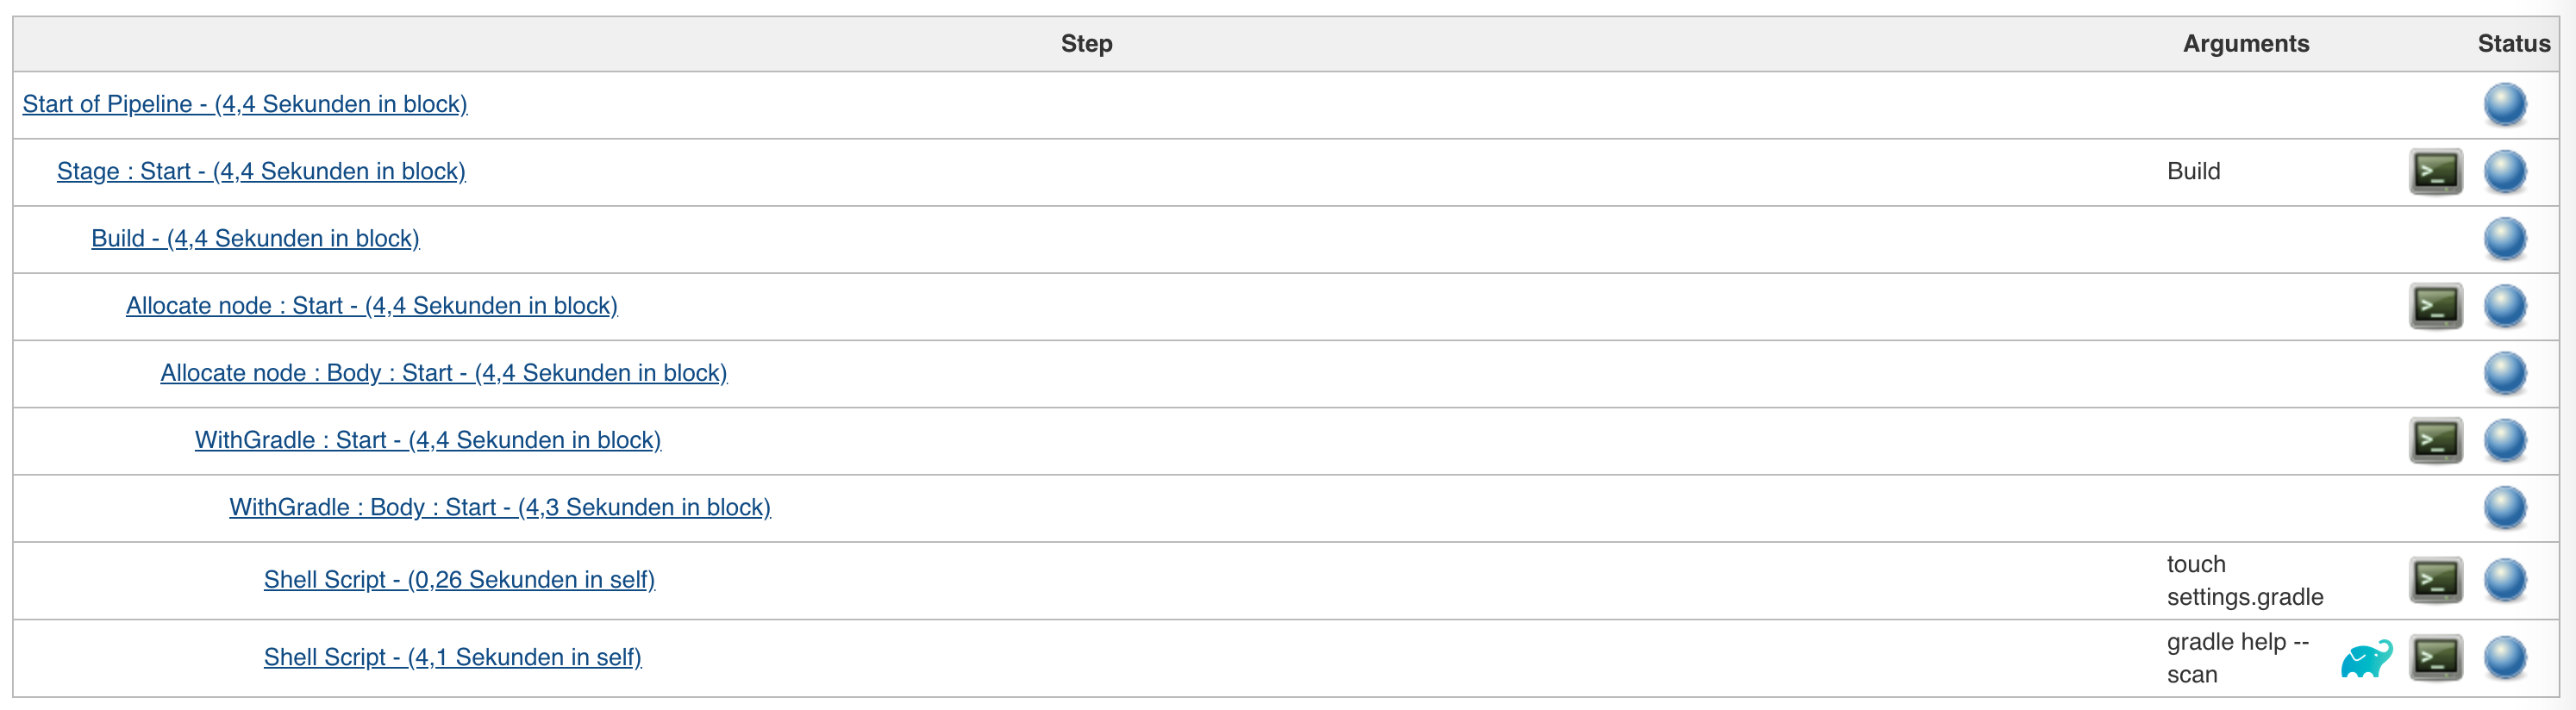 Step Arguments Status
Start of Pipeline - (4,4 Sekunden in block)
Stage : Start - (4,4 Sekunden in block) Build
Build - (4,4 Sekunden in block)
Allocate node : Start - (4,4 Sekunden in block)
Allocate node : Body : Start - (4,4 Sekunden in block)
WithGradle : Start - (4,4 Sekunden in block)
WithGradle : Body : Start - (4,3 Sekunden in block)
Shell Script - (0,26 Sekunden in self)
touch
settings.gradle
Shell Script - (4,1 Sekunden in self)
gradle help --
scan